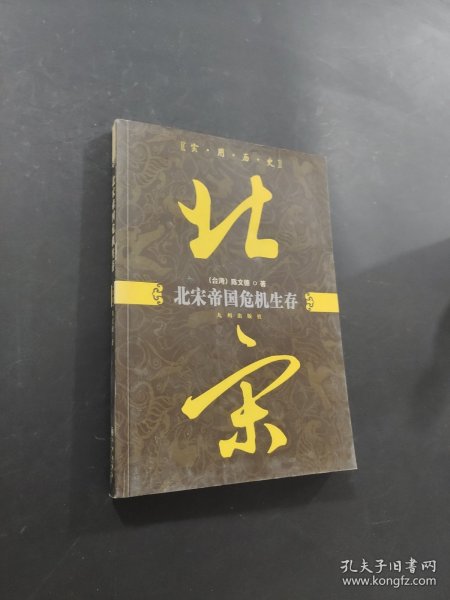 【实·用·历·史】
北
（台湾）陈文德 ○ 著
北宋帝国危机生存
九州出版社
宋
孔夫子旧书网
www.kongfz.com